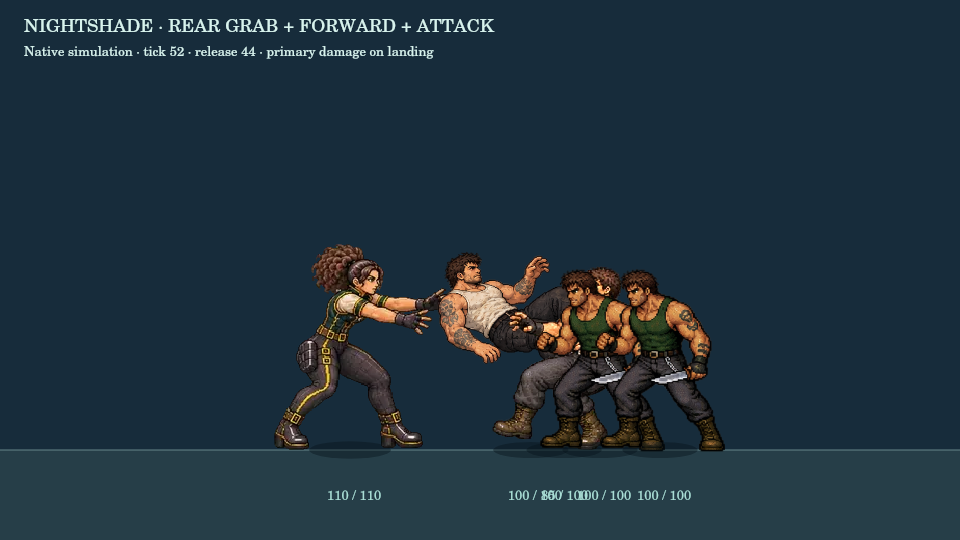 NIGHTSHADE · REAR GRAB + FORWARD + ATTACK
Native simulation · tick 52 · release 44 · primary damage on landing
110 / 110 100 / 100 / 100 100 / 100